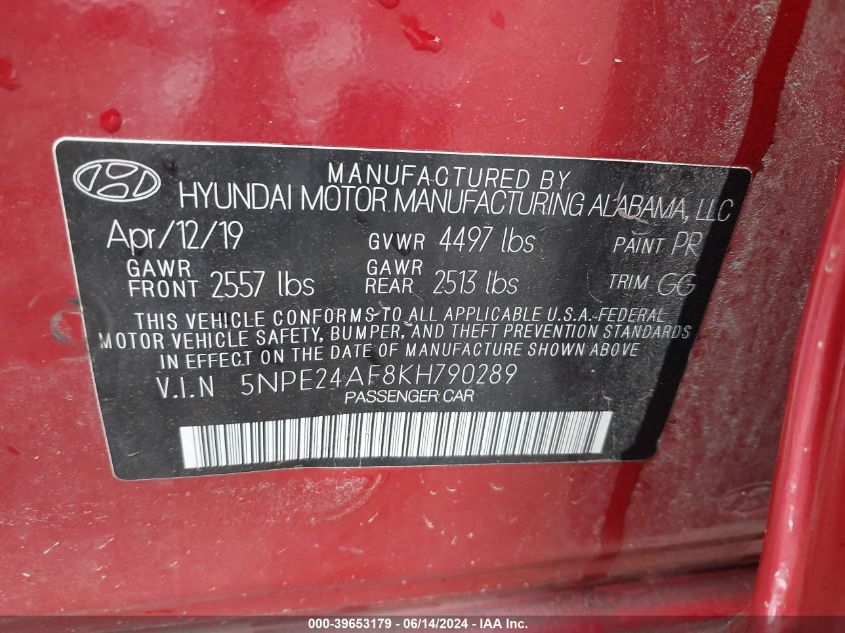 MANUFACTURED BY
HYUNDAI MOTOR MANUFACTURING ALABAMA, LLC
Apr/12/19 GVWR 4497 lbs PAINT PR
GAWR FRONT 2557 lbs GAWR REAR 2513 lbs TRIM GG
THIS VEHICLE CONFORMS TO ALL APPLICABLE U.S.A. FEDERAL
MOTOR VEHICLE SAFETY, BUMPER, AND THEFT PREVENTION STANDARDS
IN EFFECT ON THE DATE OF MANUFACTURE SHOWN ABOVE
V.I.N 5NPE24AF8KH790289
PASSENGER CAR
000-39653179 - 06/14/2024 - IAA Inc.